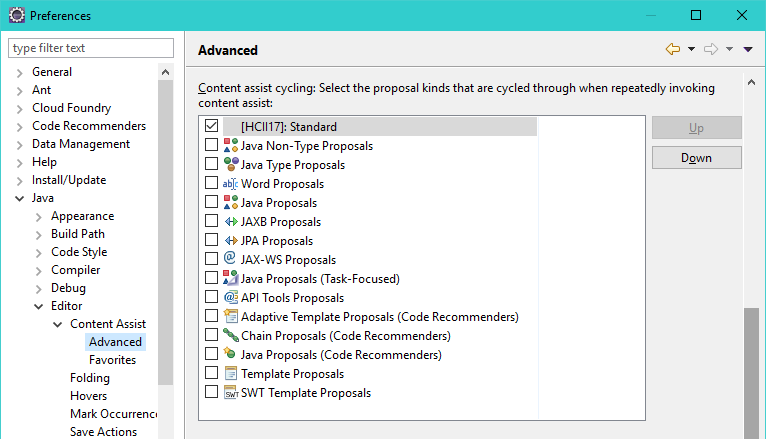 Preferences
type filter text
General
Ant
Cloud Foundry
Code Recommenders
Data Management
Help
Install/Update
Java
Appearance
Build Path
Code Style
Compiler
Debug
Editor
Content Assist
Advanced
Favorites
Folding
Hovers
Mark Occurrenc
Save Actions
Advanced
Content assist cycling: Select the proposal kinds that are cycled through when repeatedly invoking
content assist:
[HCII17]: Standard
Java Non-Type Proposals
Java Type Proposals
Word Proposals
Java Proposals
JAXB Proposals
JPA Proposals
JAX-WS Proposals
Java Proposals (Task-Focused)
API Tools Proposals
Adaptive Template Proposals (Code Recommenders)
Chain Proposals (Code Recommenders)
Java Proposals (Code Recommenders)
Template Proposals
SWT Template Proposals
Up
Down